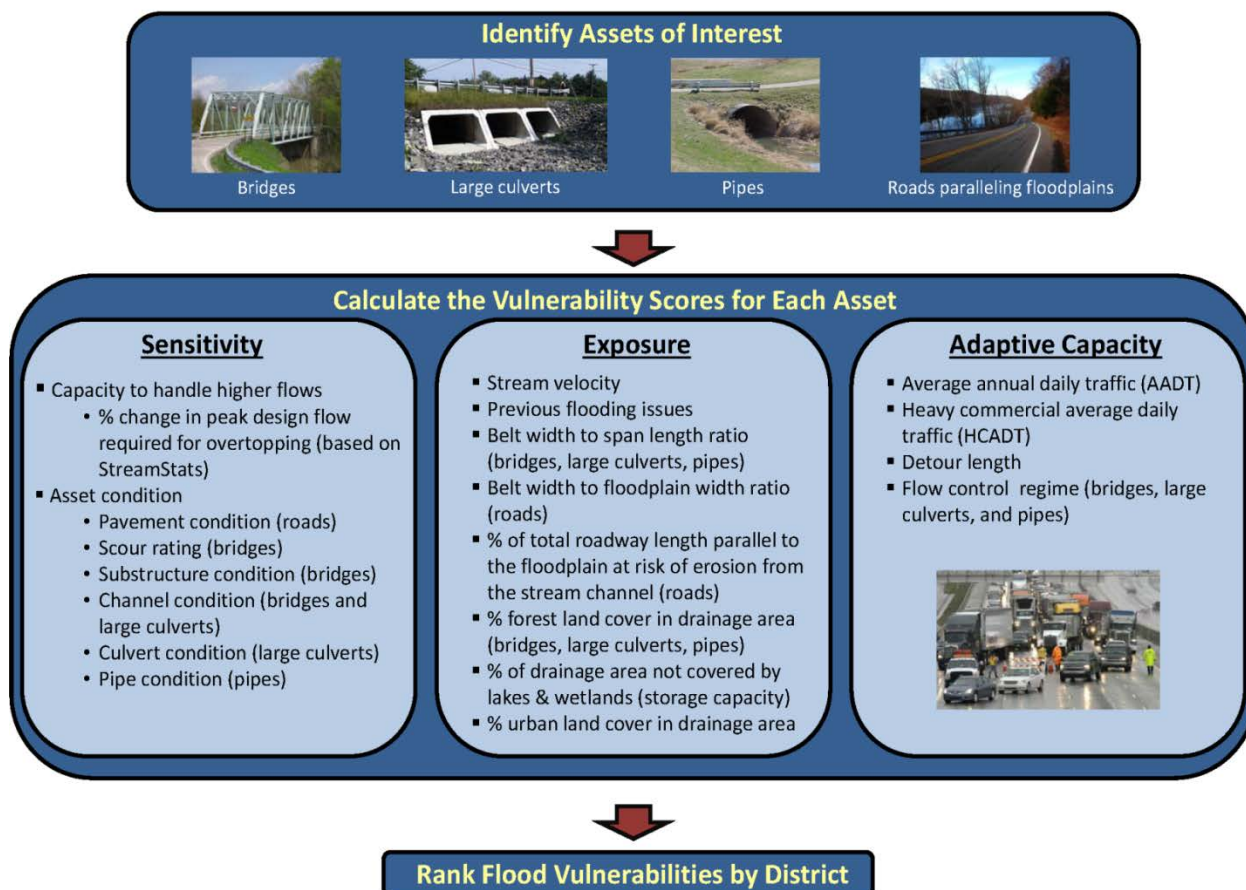 Identify Assets of Interest
Bridges
Large culverts
Pipes
Roads paralleling floodplains
Calculate the Vulnerability Scores for Each Asset
Sensitivity
▪ Capacity to handle higher flows
• % change in peak design flow
required for overtopping (based on
StreamStats)
▪ Asset condition
• Pavement condition (roads)
• Scour rating (bridges)
• Substructure condition (bridges)
• Channel condition (bridges and
large culverts)
• Culvert condition (large culverts)
• Pipe condition (pipes)
Exposure
▪ Stream velocity
▪ Previous flooding issues
▪ Belt width to span length ratio
(bridges, large culverts, pipes)
▪ Belt width to floodplain width ratio
(roads)
▪ % of total roadway length parallel to
the floodplain at risk of erosion from
the stream channel (roads)
▪ % forest land cover in drainage area
(bridges, large culverts, pipes)
▪ % of drainage area not covered by
lakes & wetlands (storage capacity)
▪ % urban land cover in drainage area
Adaptive Capacity
▪ Average annual daily traffic (AADT)
▪ Heavy commercial average daily
traffic (HCADT)
▪ Detour length
▪ Flow control regime (bridges, large
culverts, and pipes)
Rank Flood Vulnerabilities by District